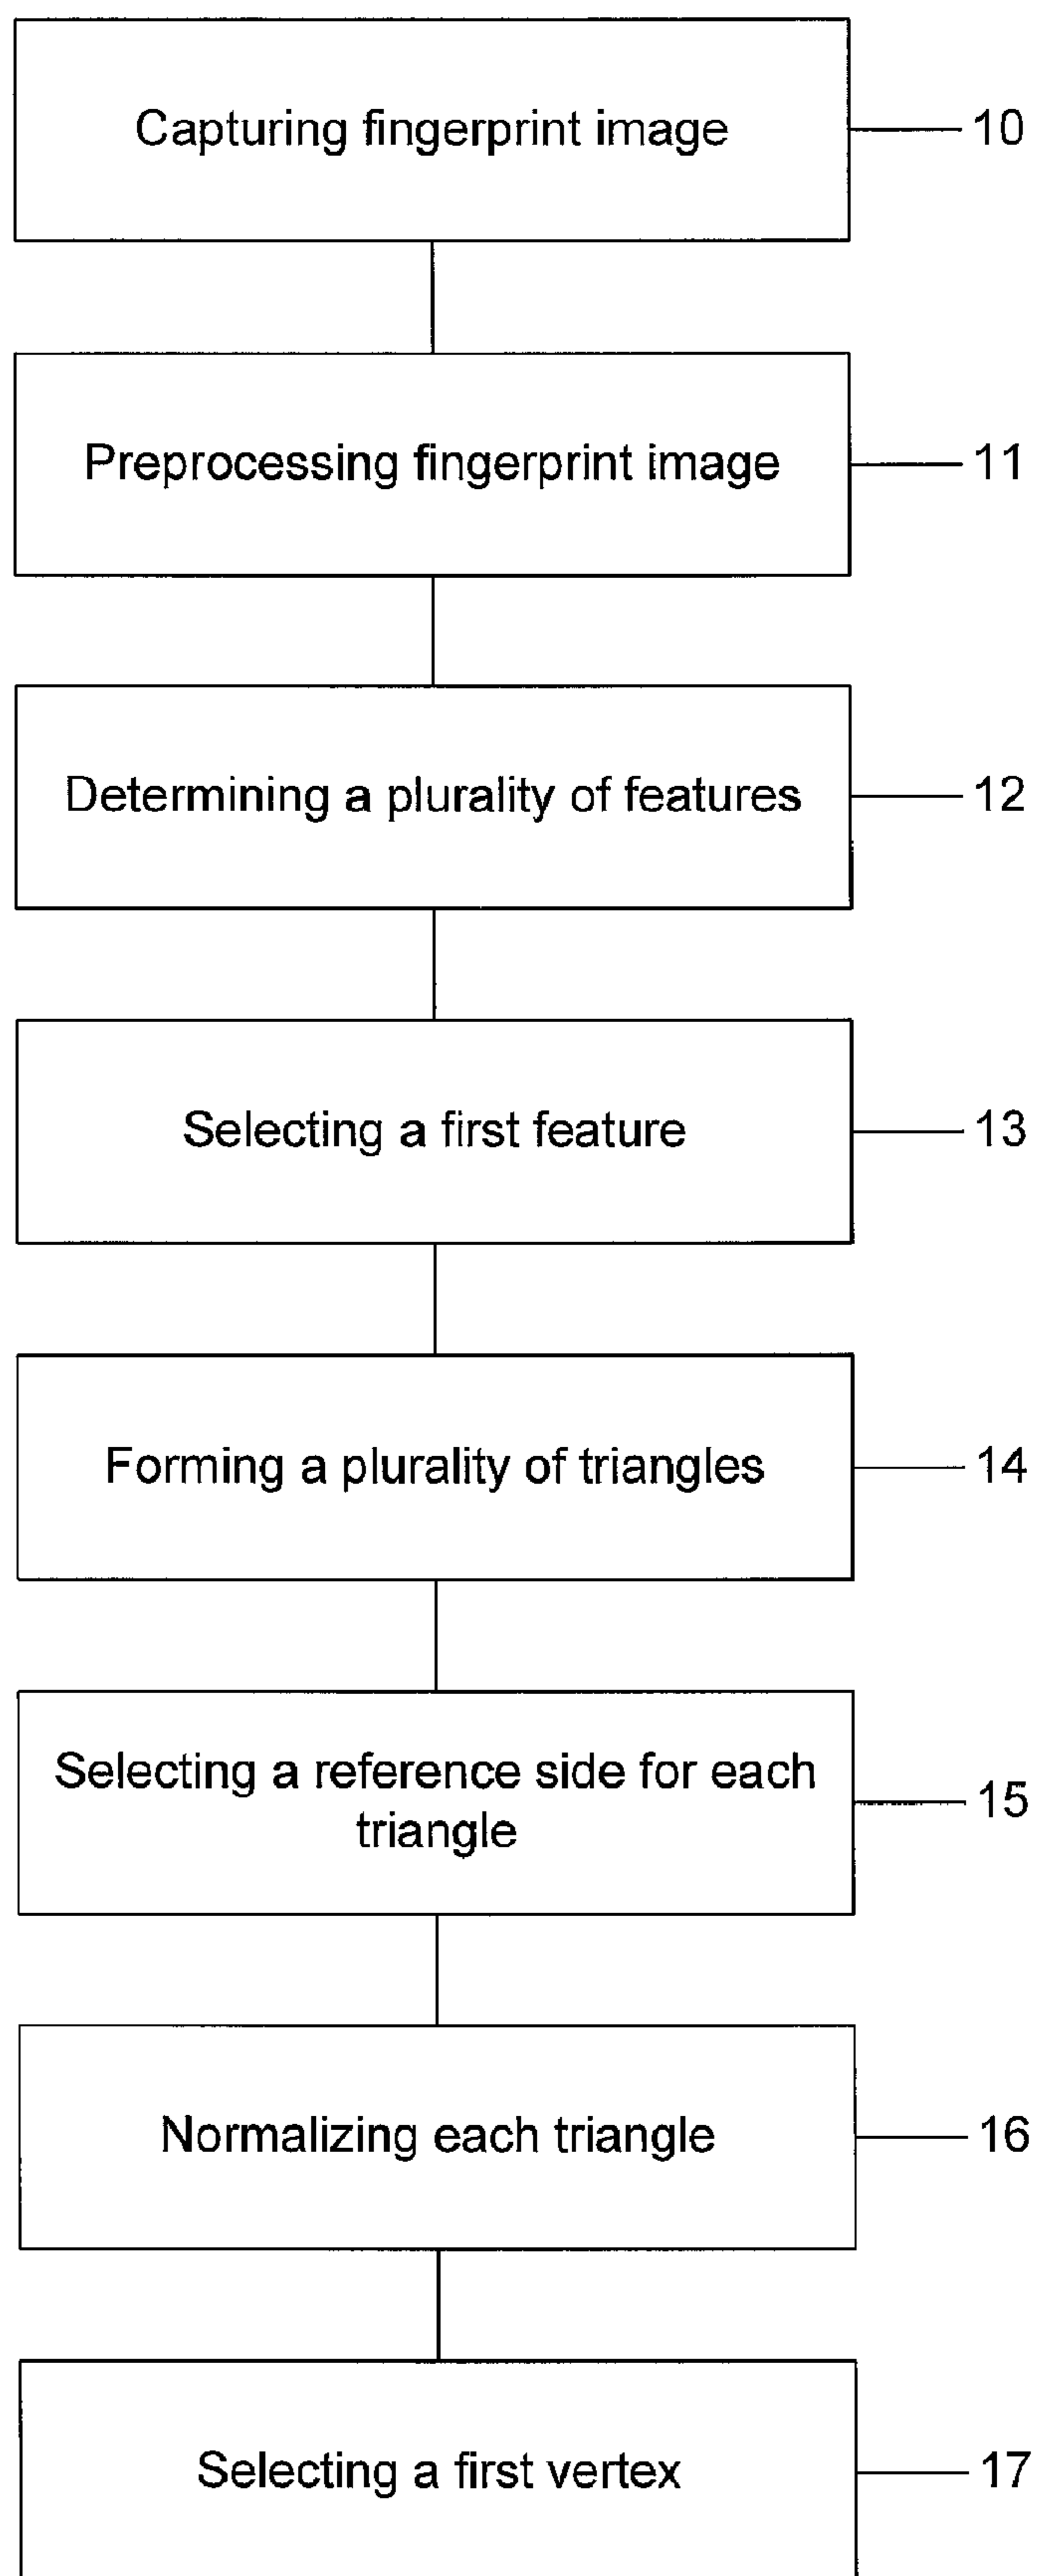 Capturing fingerprint image
10
Preprocessing fingerprint image
11
Determining a plurality of features
12
Selecting a first feature
13
Forming a plurality of triangles
14
Selecting a reference side for each
triangle
15
Normalizing each triangle
16
Selecting a first vertex
17